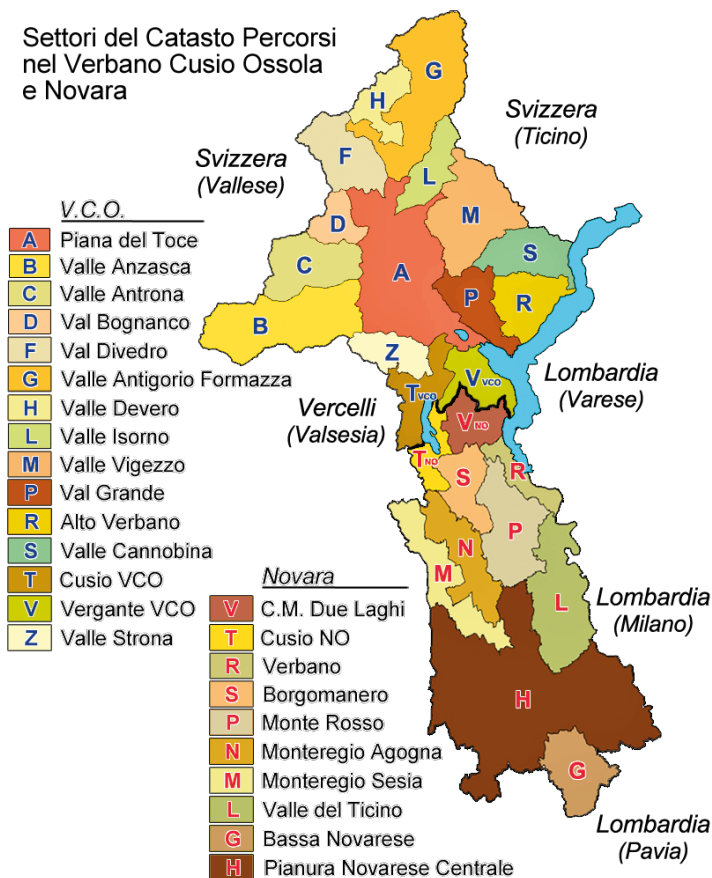 Settori del Catasto Percorsi
nel Verbano Cusio Ossola
e Novara
Svizzera
(Ticino)
Svizzera
(Vallese)
G
H
F
L
D
M
S
C
A
P
R
B
Z
V VCO
T VCO
Lombardia
(Varese)
Vercelli
(Valsesia)
V NO
T NO
R
S
P
N
M
L
Lombardia
(Milano)
H
G
Lombardia
(Pavia)
V.C.O.
A Piana del Toce
B Valle Anzasca
C Valle Antrona
D Val Bognanco
F Val Divedro
G Valle Antigorio Formazza
H Valle Devero
L Valle Isorno
M Valle Vigezzo
P Val Grande
R Alto Verbano
S Valle Cannobina
T Cusio VCO
V Vergante VCO
Z Valle Strona
Novara
V C.M. Due Laghi
T Cusio NO
R Verbano
S Borgomanero
P Monte Rosso
N Monteregio Agogna
M Monteregio Sesia
L Valle del Ticino
G Bassa Novarese
H Pianura Novarese Centrale